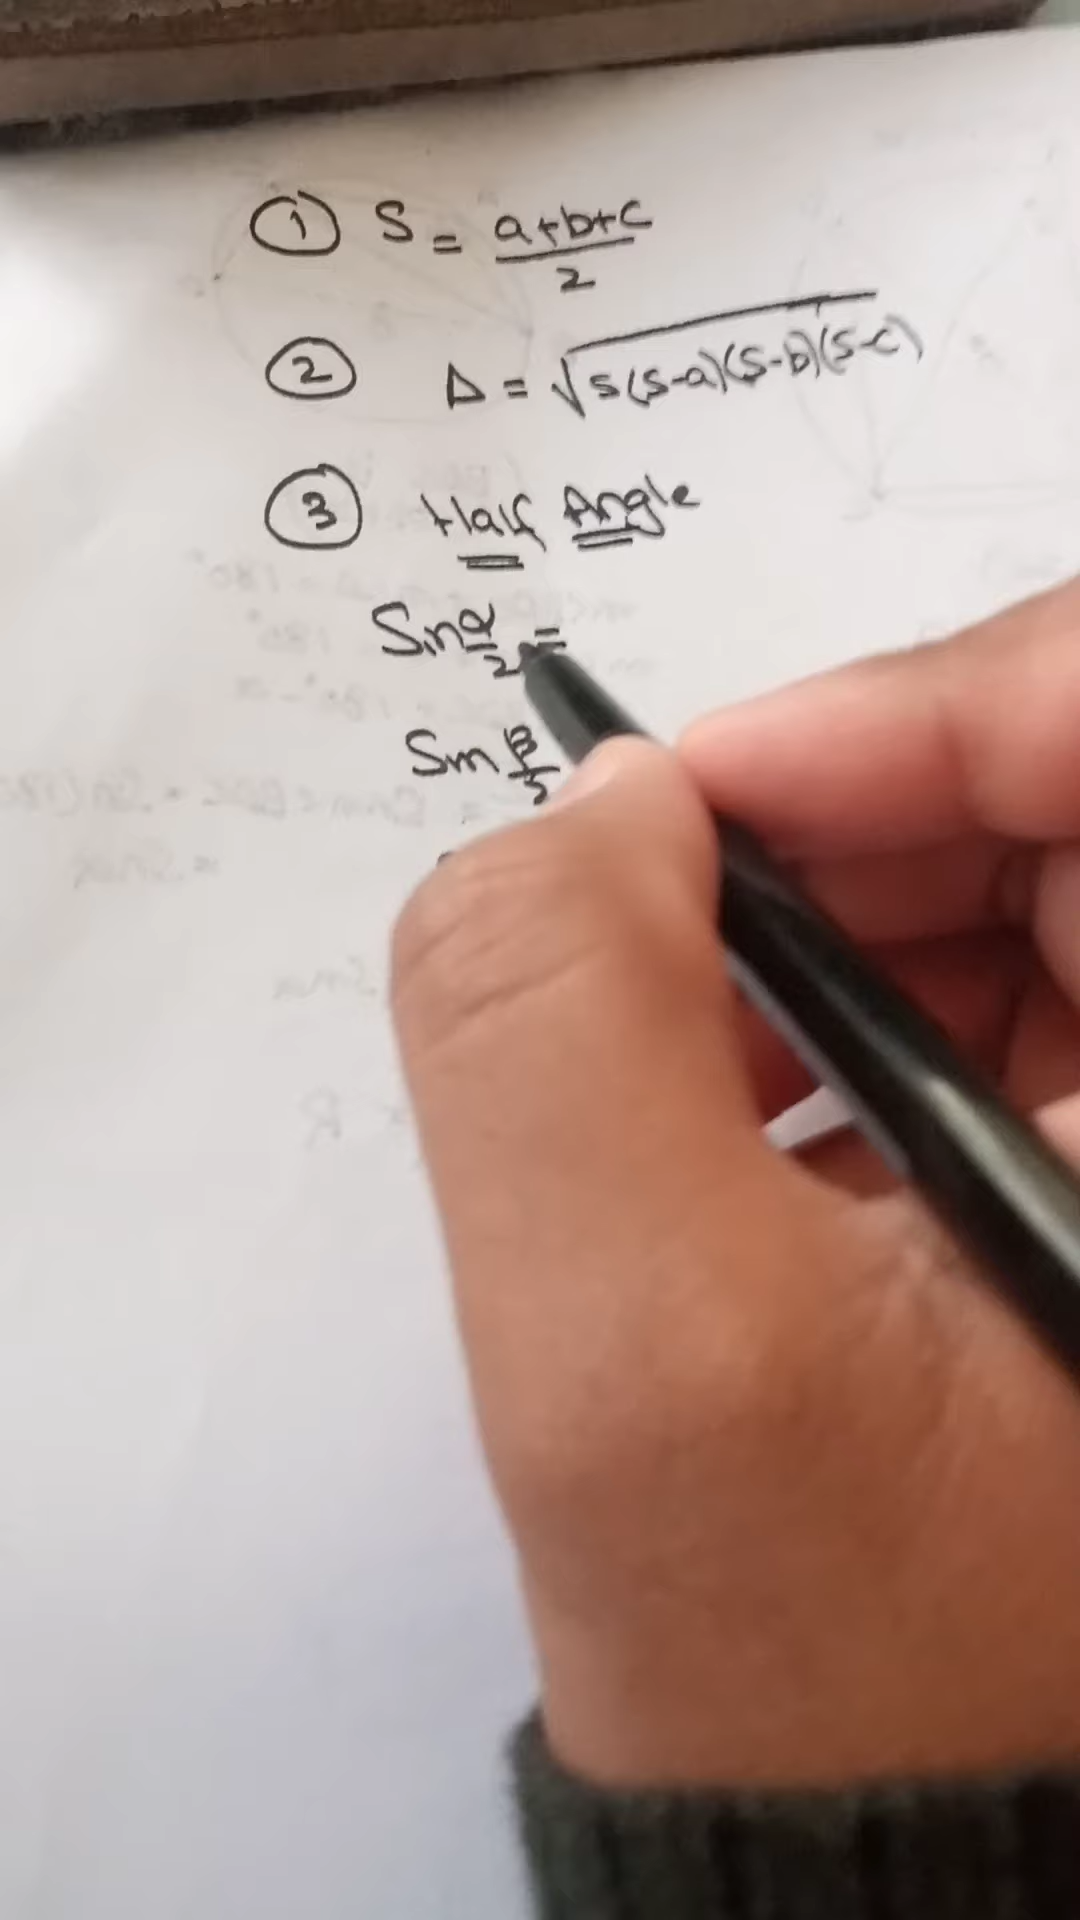 ① S = a+b+c / 2
② Δ = √s(s-a)(s-b)(s-c)
③ Half Angle
Sin α/2 =
Sin β/2